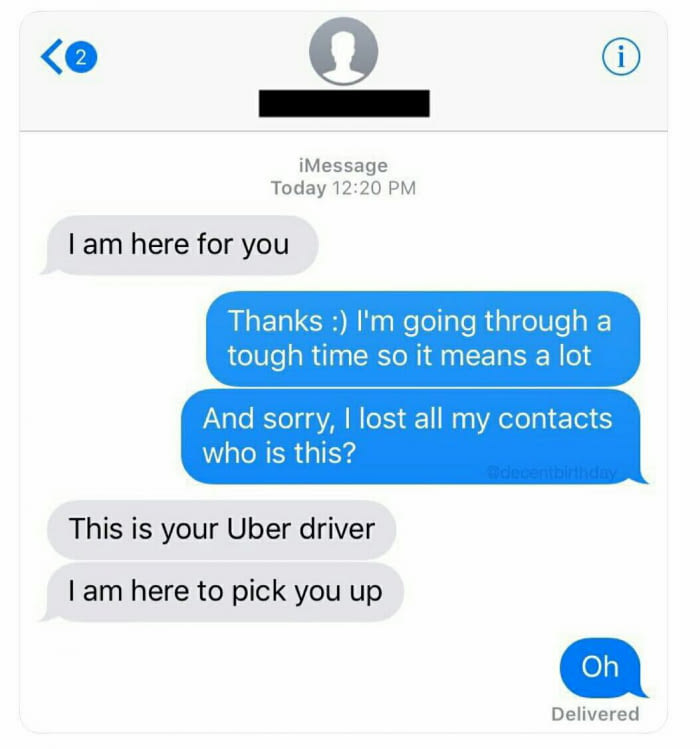 2
i
iMessage
Today 12:20 PM
I am here for you
Thanks :) I'm going through a
tough time so it means a lot
And sorry, I lost all my contacts
who is this?
@decentbirthday
This is your Uber driver
I am here to pick you up
Oh
Delivered